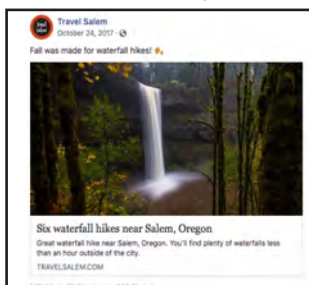 Travel Salem
October 24, 2017 ·
Fall was made for waterfall hikes!
Six waterfall hikes near Salem, Oregon
Great waterfall hike near Salem, Oregon. You'll find plenty of waterfalls less
than an hour outside of the city.
TRAVELSALEM.COM